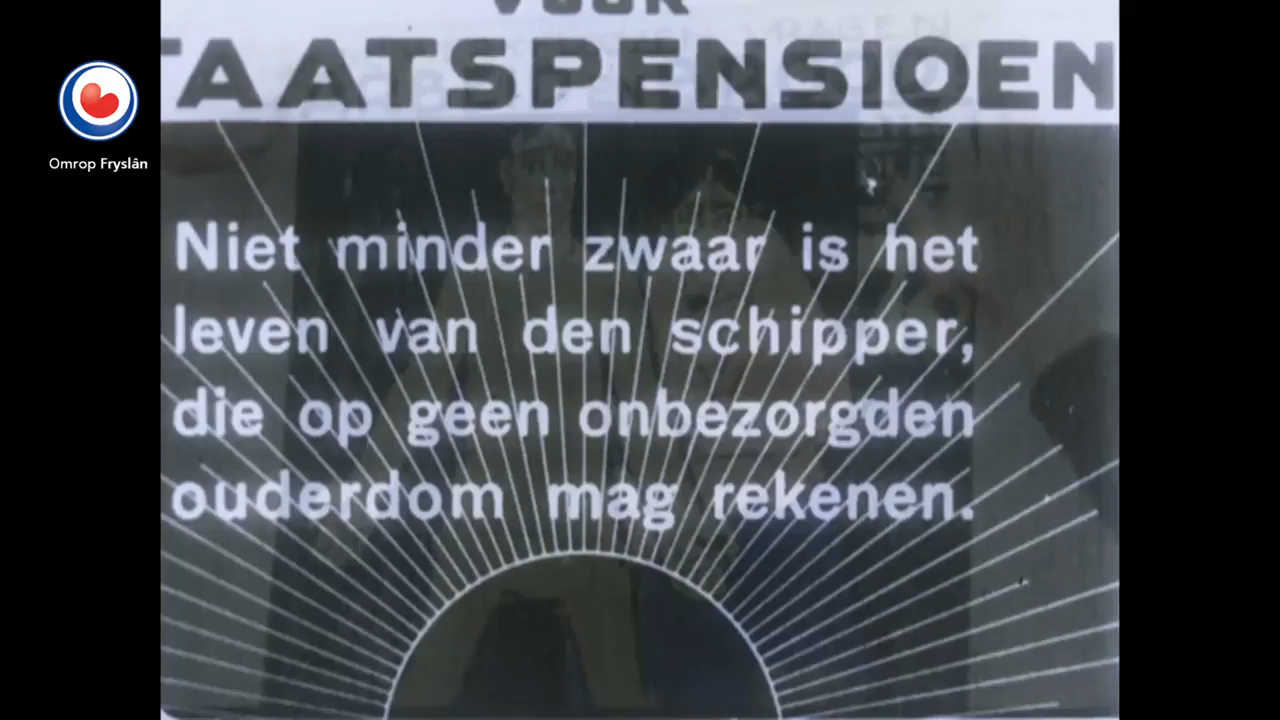 VOOR
TAATSPENSIOEN
Omrop Fryslân
Niet minder zwaar is het
leven van den schipper,
die op geen onbezorgden
ouderdom mag rekenen.